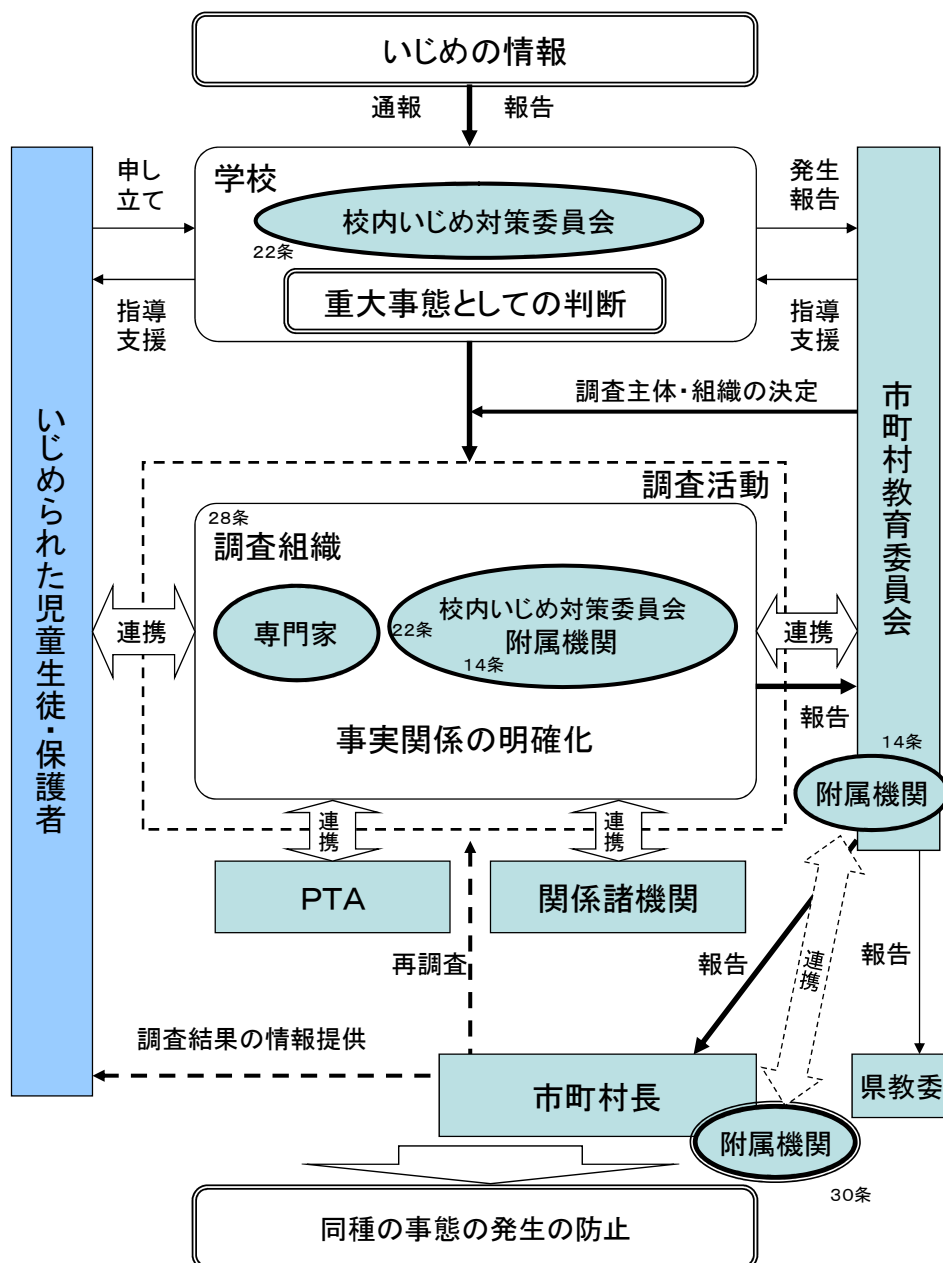 いじめの情報
通報 報告
申し
立て
学校
校内いじめ対策委員会
22条
発生
報告
重大事態としての判断
指導
支援
指導
支援
調査主体・組織の決定
いじめられた児童生徒・保護者
市町村教育委員会
調査活動
28条
調査組織
専門家
校内いじめ対策委員会
22条
附属機関
14条
連携
連携
報告
事実関係の明確化
14条
附属機関
連携
連携
PTA
関係諸機関
再調査
報告
連携
報告
調査結果の情報提供
市町村長
県教委
附属機関
30条
同種の事態の発生の防止